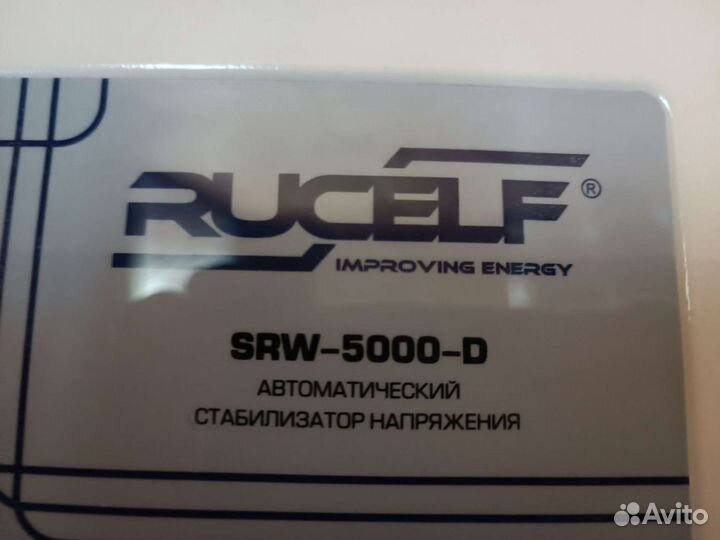 RUCELF®
IMPROVING ENERGY
SRW-5000-D
АВТОМАТИЧЕСКИЙ
СТАБИЛИЗАТОР НАПРЯЖЕНИЯ
Avito